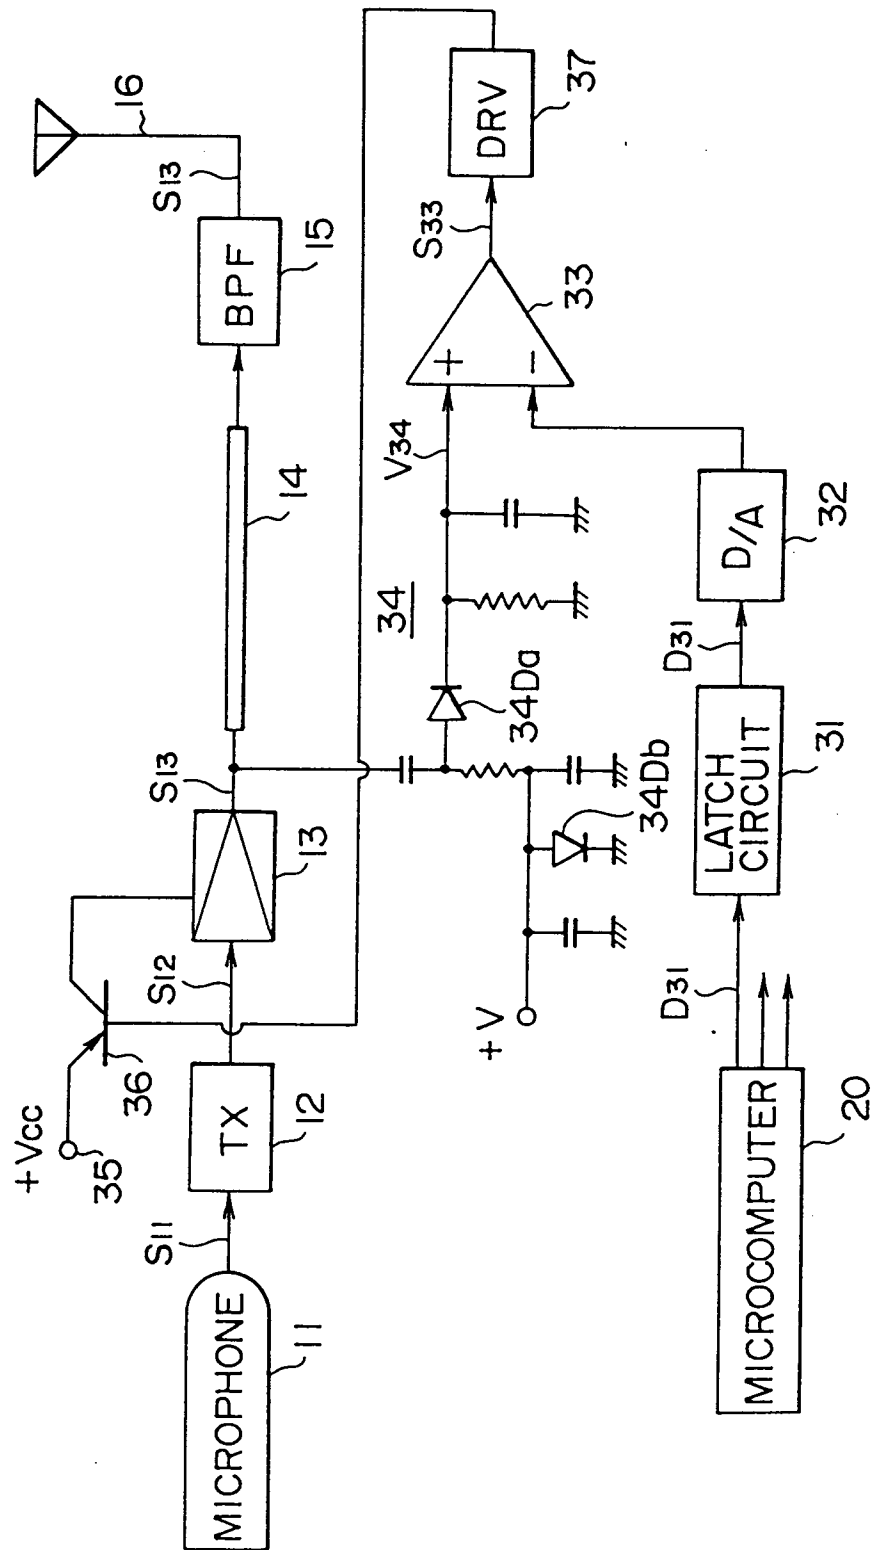 +Vcc
35
36
16
S13
MICROPHONE
11
S11
TX
12
S12
13
S13
14
BPF
15
34
V34
+
-
33
S33
DRV
37
34Da
34Db
+V
MICROCOMPUTER
20
D31
LATCH
CIRCUIT
31
D31
D/A
32